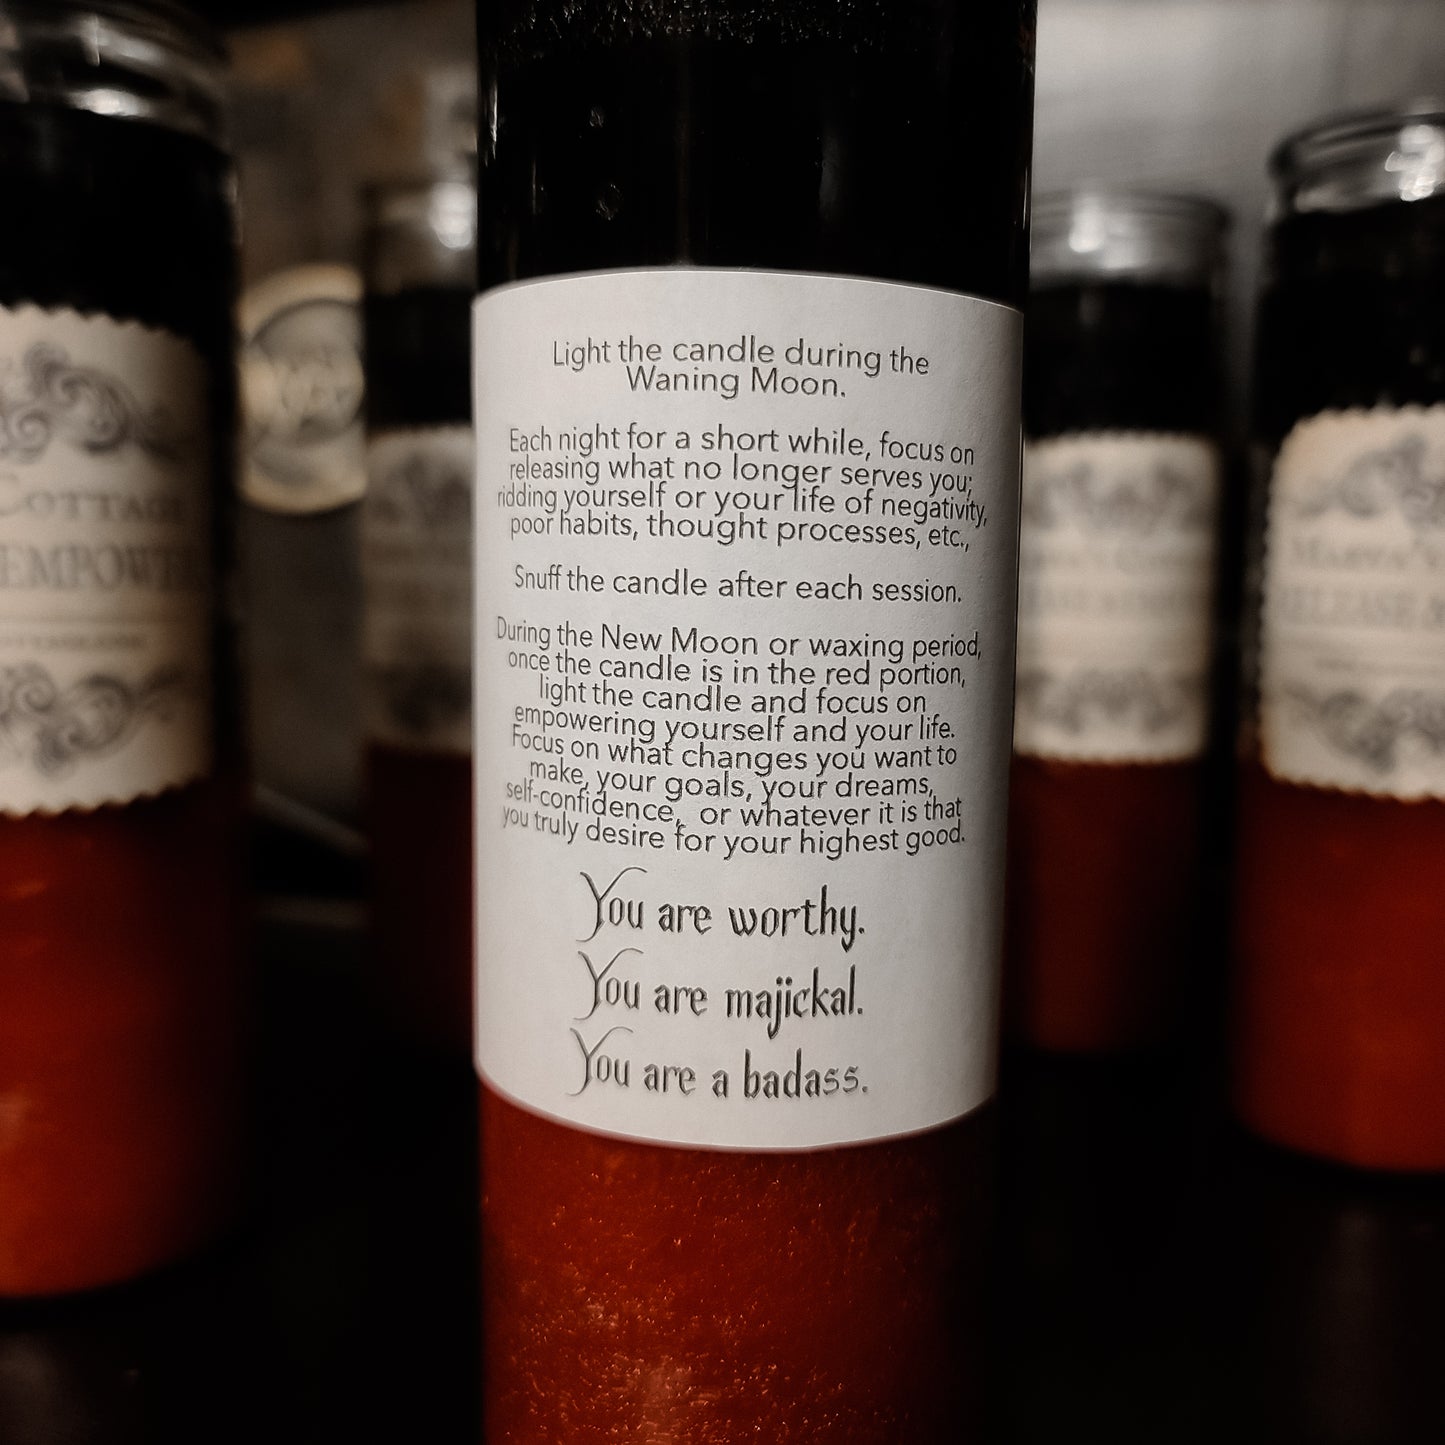 Light the candle during the
Waning Moon.
Each night for a short while, focus on
releasing what no longer serves you;
ridding yourself or your life of negativity,
poor habits, thought processes, etc.,
Snuff the candle after each session.
During the New Moon or waxing period,
once the candle is in the red portion,
light the candle and focus on
empowering yourself and your life.
Focus on what changes you want to
make, your goals, your dreams,
self-confidence, or whatever it is that
you truly desire for your highest good.
You are worthy.
You are majickal.
You are a badass.